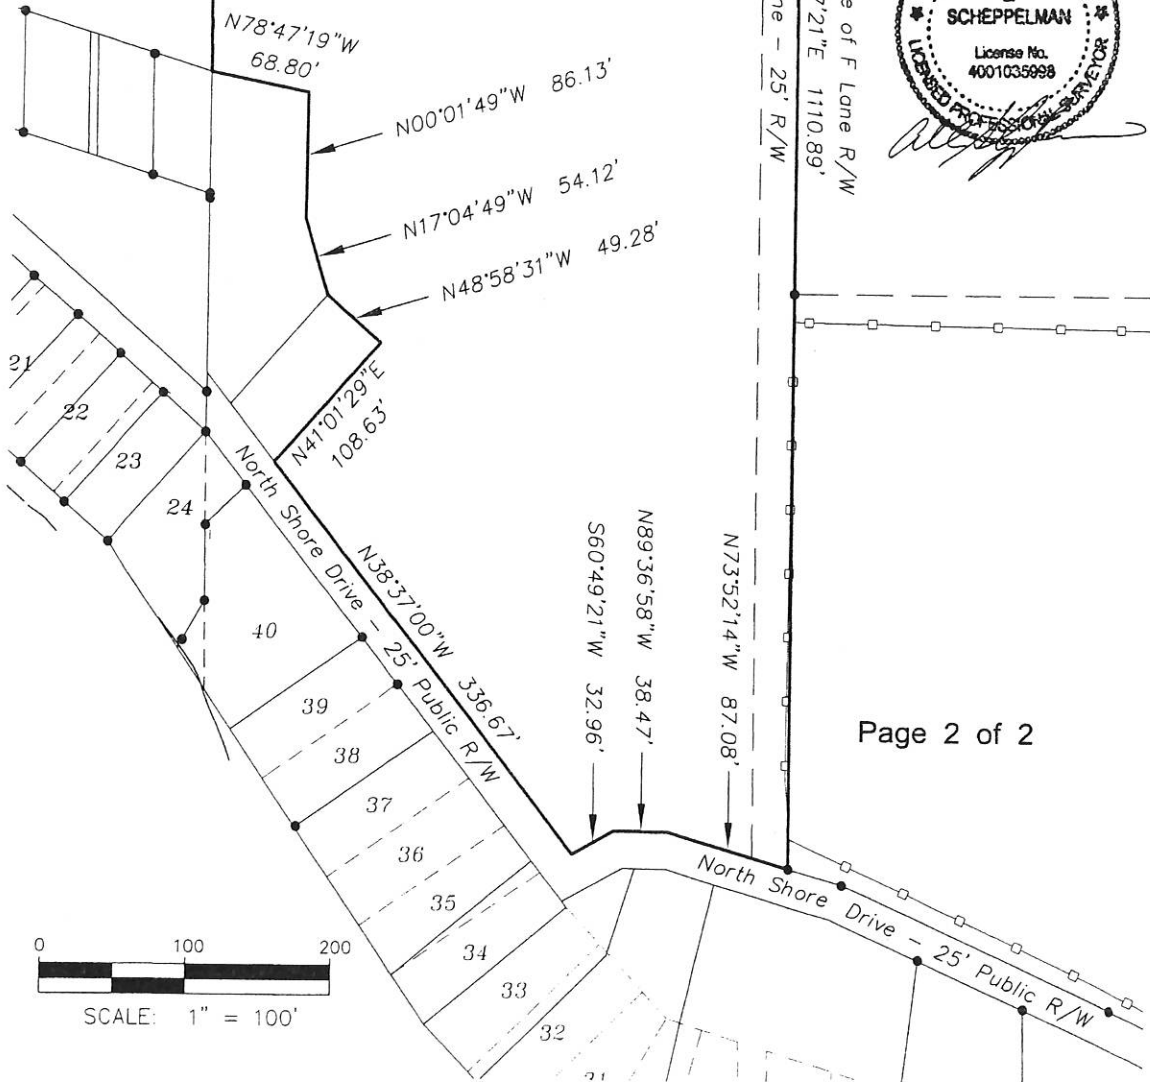 N78°47'19"W
68.80'
N00°01'49"W 86.13'
N17°04'49"W 54.12'
N48°58'31"W 49.28'
N41°01'29"E
108.63'
e of F Lane R/W
7'21"E 1110.89'
ne - 25' R/W
SCHEPPELMAN
License No.
4001035998
LICENSED PROFESSIONAL SURVEYOR
21
22
23
24
North Shore Drive - 25' Public R/W
N38°37'00"W 336.67'
S60°49'21"W 32.96'
N89°36'58"W 38.47'
N73°52'14"W 87.08'
40
39
38
37
36
35
34
33
32
31
Page 2 of 2
North Shore Drive - 25' Public R/W
0 100 200
SCALE: 1" = 100'